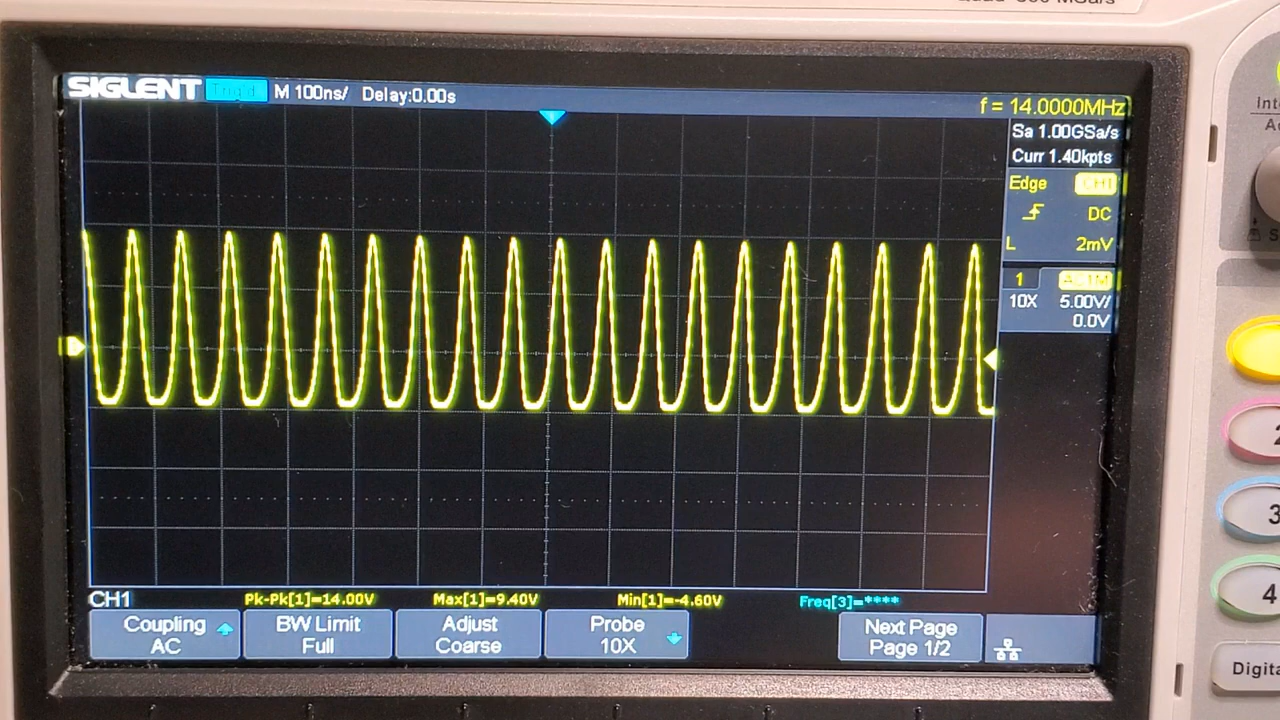 SIGLENT Trig'd M 100ns/ Delay:0.00s
f = 14.0000MHz
Sa 1.00GSa/s
Curr 1.40kpts
Edge CH1
DC
L 2mV
1 AC1M
10X 5.00V/
0.0V
CH1 Pk-Pk[1]=14.00V Max[1]=9.40V Min[1]=-4.60V Freq[3]=****
Coupling
AC
BW Limit
Full
Adjust
Coarse
Probe
10X
Next Page
Page 1/2
3
4